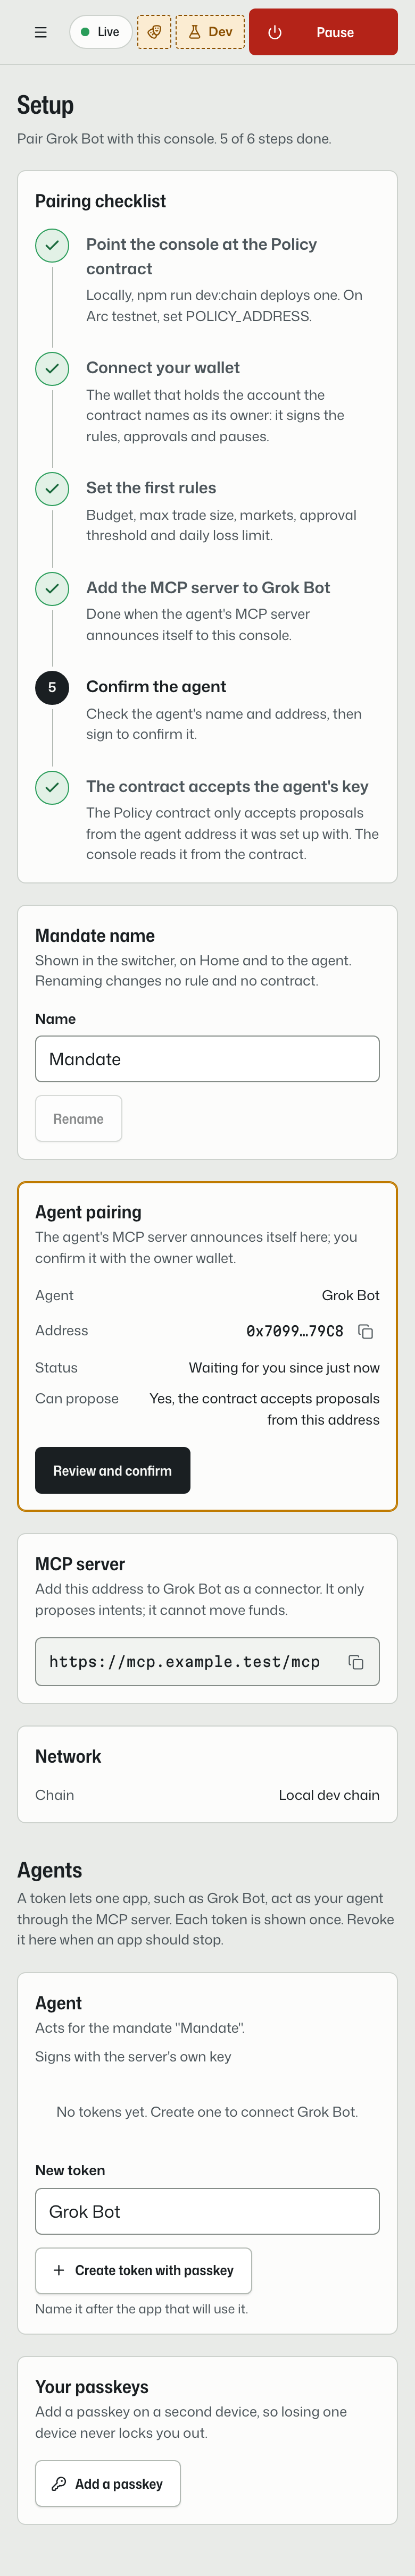 Live
Dev
Pause
Setup
Pair Grok Bot with this console. 5 of 6 steps done.
Pairing checklist
Point the console at the Policy
contract
Locally, npm run dev:chain deploys one. On
Arc testnet, set POLICY_ADDRESS.
Connect your wallet
The wallet that holds the account the
contract names as its owner: it signs the
rules, approvals and pauses.
Set the first rules
Budget, max trade size, markets, approval
threshold and daily loss limit.
Add the MCP server to Grok Bot
Done when the agent's MCP server
announces itself to this console.
5
Confirm the agent
Check the agent's name and address, then
sign to confirm it.
The contract accepts the agent's key
The Policy contract only accepts proposals
from the agent address it was set up with. The
console reads it from the contract.
Mandate name
Shown in the switcher, on Home and to the agent.
Renaming changes no rule and no contract.
Name
Mandate
Rename
Agent pairing
The agent's MCP server announces itself here; you
confirm it with the owner wallet.
Agent Grok Bot
Address 0x7099…79C8
Status Waiting for you since just now
Can propose Yes, the contract accepts proposals
from this address
Review and confirm
MCP server
Add this address to Grok Bot as a connector. It only
proposes intents; it cannot move funds.
https://mcp.example.test/mcp
Network
Chain Local dev chain
Agents
A token lets one app, such as Grok Bot, act as your agent
through the MCP server. Each token is shown once. Revoke
it here when an app should stop.
Agent
Acts for the mandate "Mandate".
Signs with the server's own key
No tokens yet. Create one to connect Grok Bot.
New token
Grok Bot
Create token with passkey
Name it after the app that will use it.
Your passkeys
Add a passkey on a second device, so losing one
device never locks you out.
Add a passkey